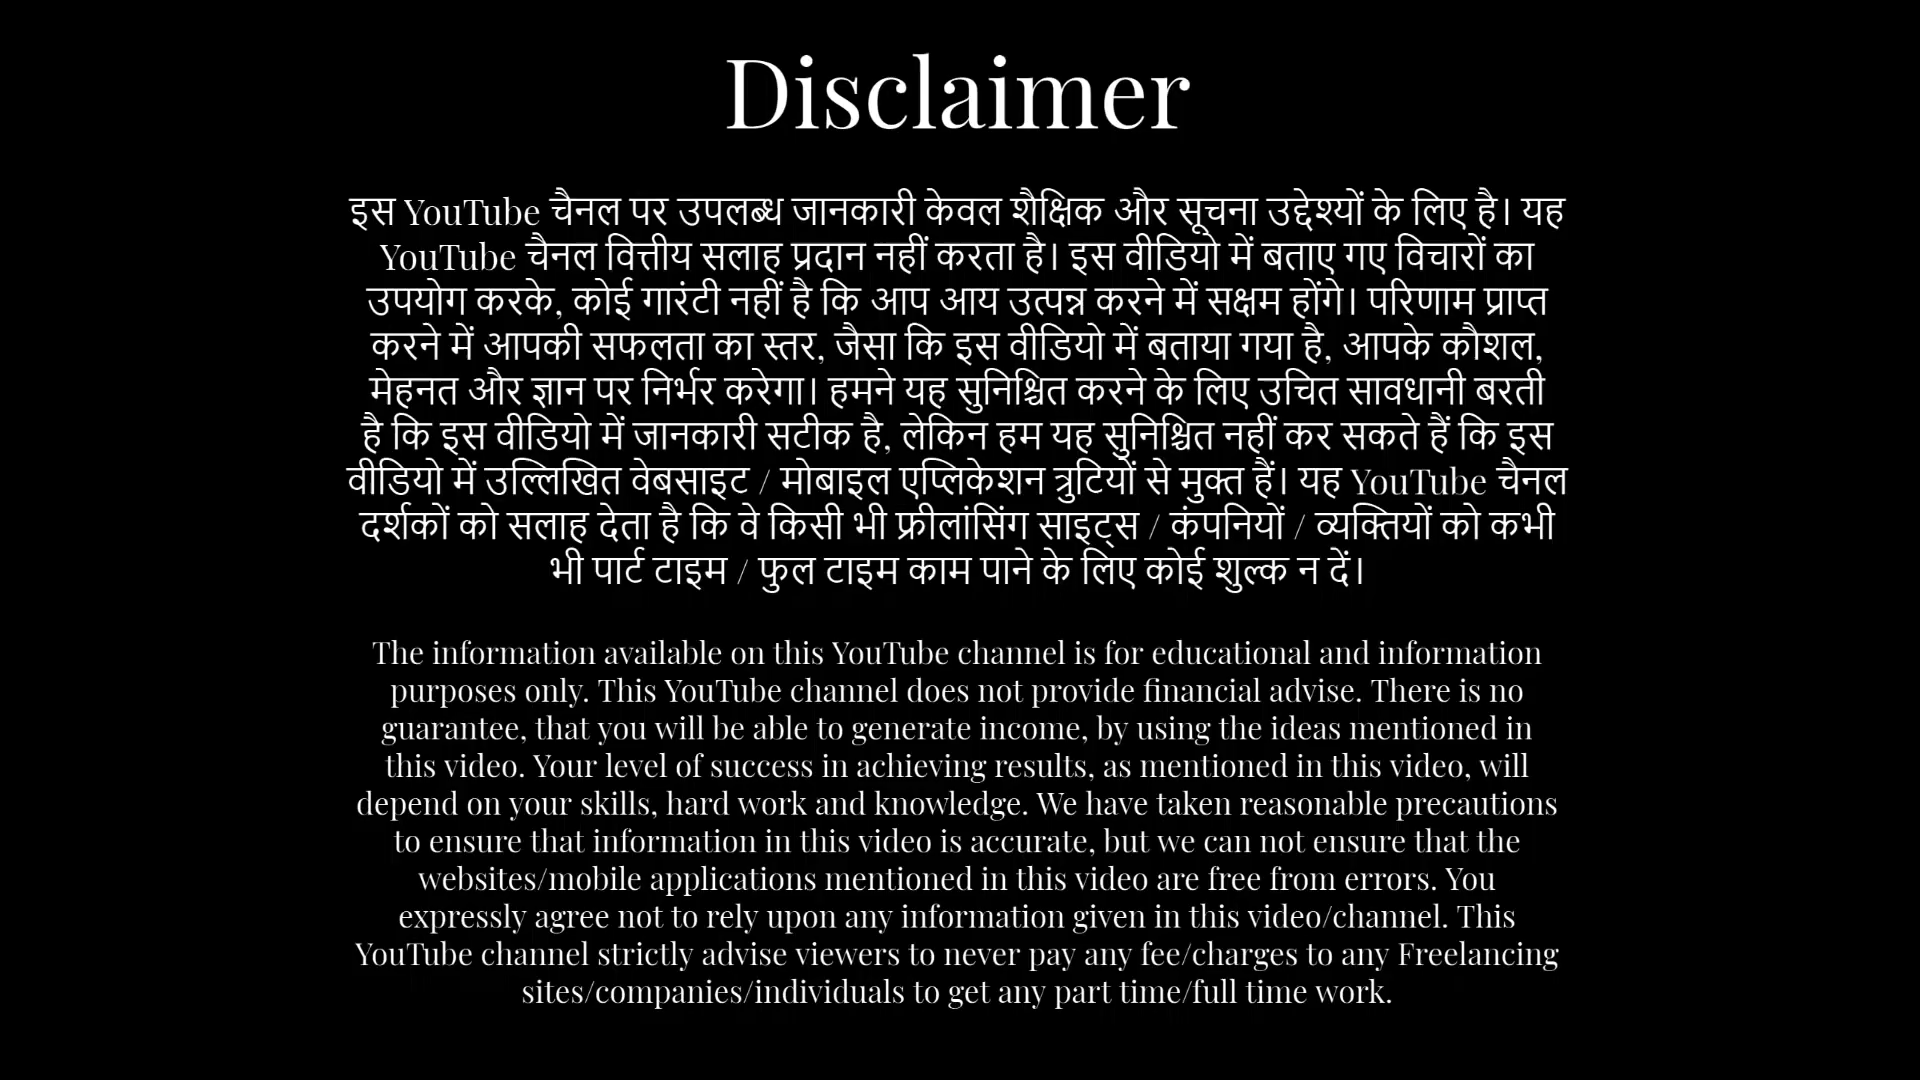 Disclaimer
इस YouTube चैनल पर उपलब्ध जानकारी केवल शैक्षिक और सूचना उद्देश्यों के लिए है। यह
YouTube चैनल वित्तीय सलाह प्रदान नहीं करता है। इस वीडियो में बताए गए विचारों का
उपयोग करके, कोई गारंटी नहीं है कि आप आय उत्पन्न करने में सक्षम होंगे। परिणाम प्राप्त
करने में आपकी सफलता का स्तर, जैसा कि इस वीडियो में बताया गया है, आपके कौशल,
मेहनत और ज्ञान पर निर्भर करेगा। हमने यह सुनिश्चित करने के लिए उचित सावधानी बरती
है कि इस वीडियो में जानकारी सटीक है, लेकिन हम यह सुनिश्चित नहीं कर सकते हैं कि इस
वीडियो में उल्लिखित वेबसाइट / मोबाइल एप्लिकेशन त्रुटियों से मुक्त हैं। यह YouTube चैनल
दर्शकों को सलाह देता है कि वे किसी भी फ्रीलांसिंग साइट्स / कंपनियों / व्यक्तियों को कभी
भी पार्ट टाइम / फुल टाइम काम पाने के लिए कोई शुल्क न दें।
The information available on this YouTube channel is for educational and information
purposes only. This YouTube channel does not provide financial advise. There is no
guarantee, that you will be able to generate income, by using the ideas mentioned in
this video. Your level of success in achieving results, as mentioned in this video, will
depend on your skills, hard work and knowledge. We have taken reasonable precautions
to ensure that information in this video is accurate, but we can not ensure that the
websites/mobile applications mentioned in this video are free from errors. You
expressly agree not to rely upon any information given in this video/channel. This
YouTube channel strictly advise viewers to never pay any fee/charges to any Freelancing
sites/companies/individuals to get any part time/full time work.